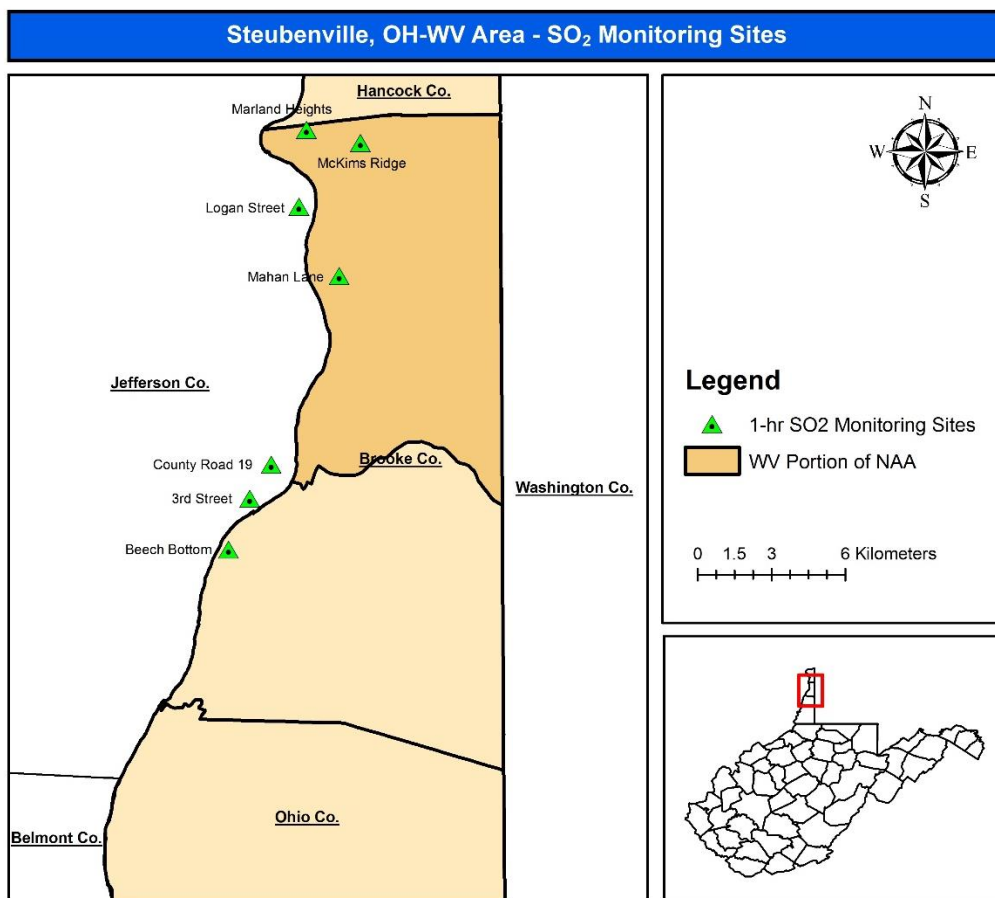 Steubenville, OH-WV Area - SO₂ Monitoring Sites
Hancock Co.
Marland Heights
McKims Ridge
Logan Street
Mahan Lane
Jefferson Co.
County Road 19
Brooke Co.
3rd Street
Washington Co.
Beech Bottom
Ohio Co.
Belmont Co.
N
W E
S
Legend
1-hr SO2 Monitoring Sites
WV Portion of NAA
0 1.5 3 6 Kilometers